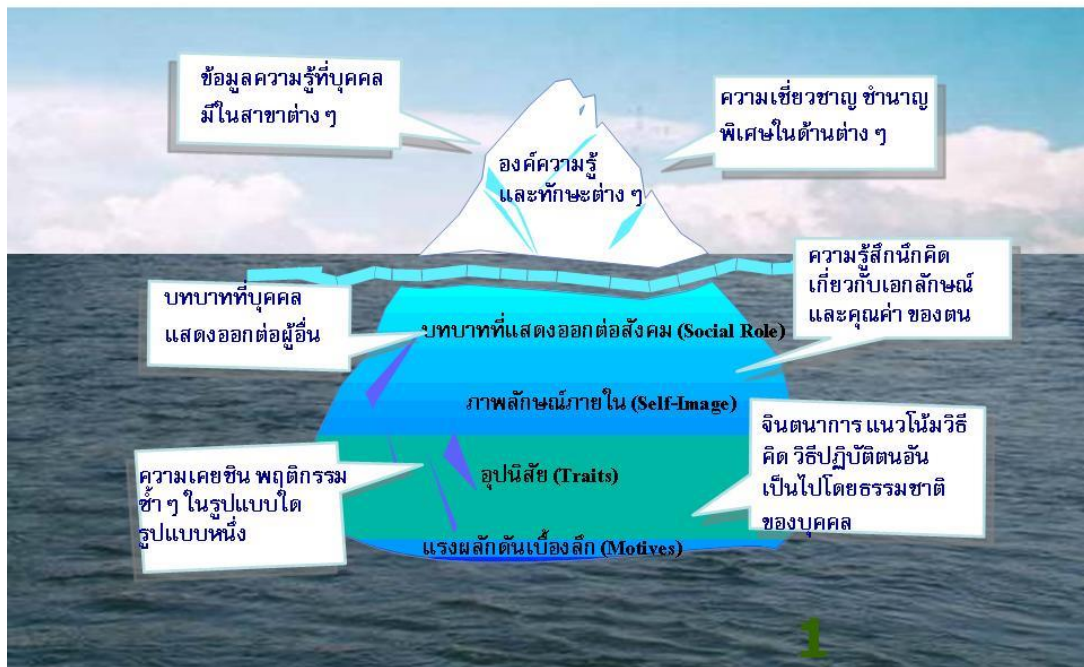 ข้อมูลความรู้ที่บุคคล
มีในสาขาต่าง ๆ
ความเชี่ยวชาญ ชำนาญ
พิเศษในด้านต่าง ๆ
องค์ความรู้
และทักษะต่าง ๆ
ความรู้สึกนึกคิด
เกี่ยวกับเอกลักษณ์
และคุณค่า ของตน
บทบาทที่บุคคล
แสดงออกต่อผู้อื่น
บทบาทที่แสดงออกต่อสังคม (Social Role)
ภาพลักษณ์ภายใน (Self-Image)
จินตนาการ แนวโน้มวิธี
คิด วิธีปฏิบัติตนอัน
เป็นไปโดยธรรมชาติ
ของบุคคล
ความเคยชิน พฤติกรรม
ซ้ำ ๆ ในรูปแบบใด
รูปแบบหนึ่ง
อุปนิสัย (Traits)
แรงผลักดันเบื้องลึก (Motives)
1